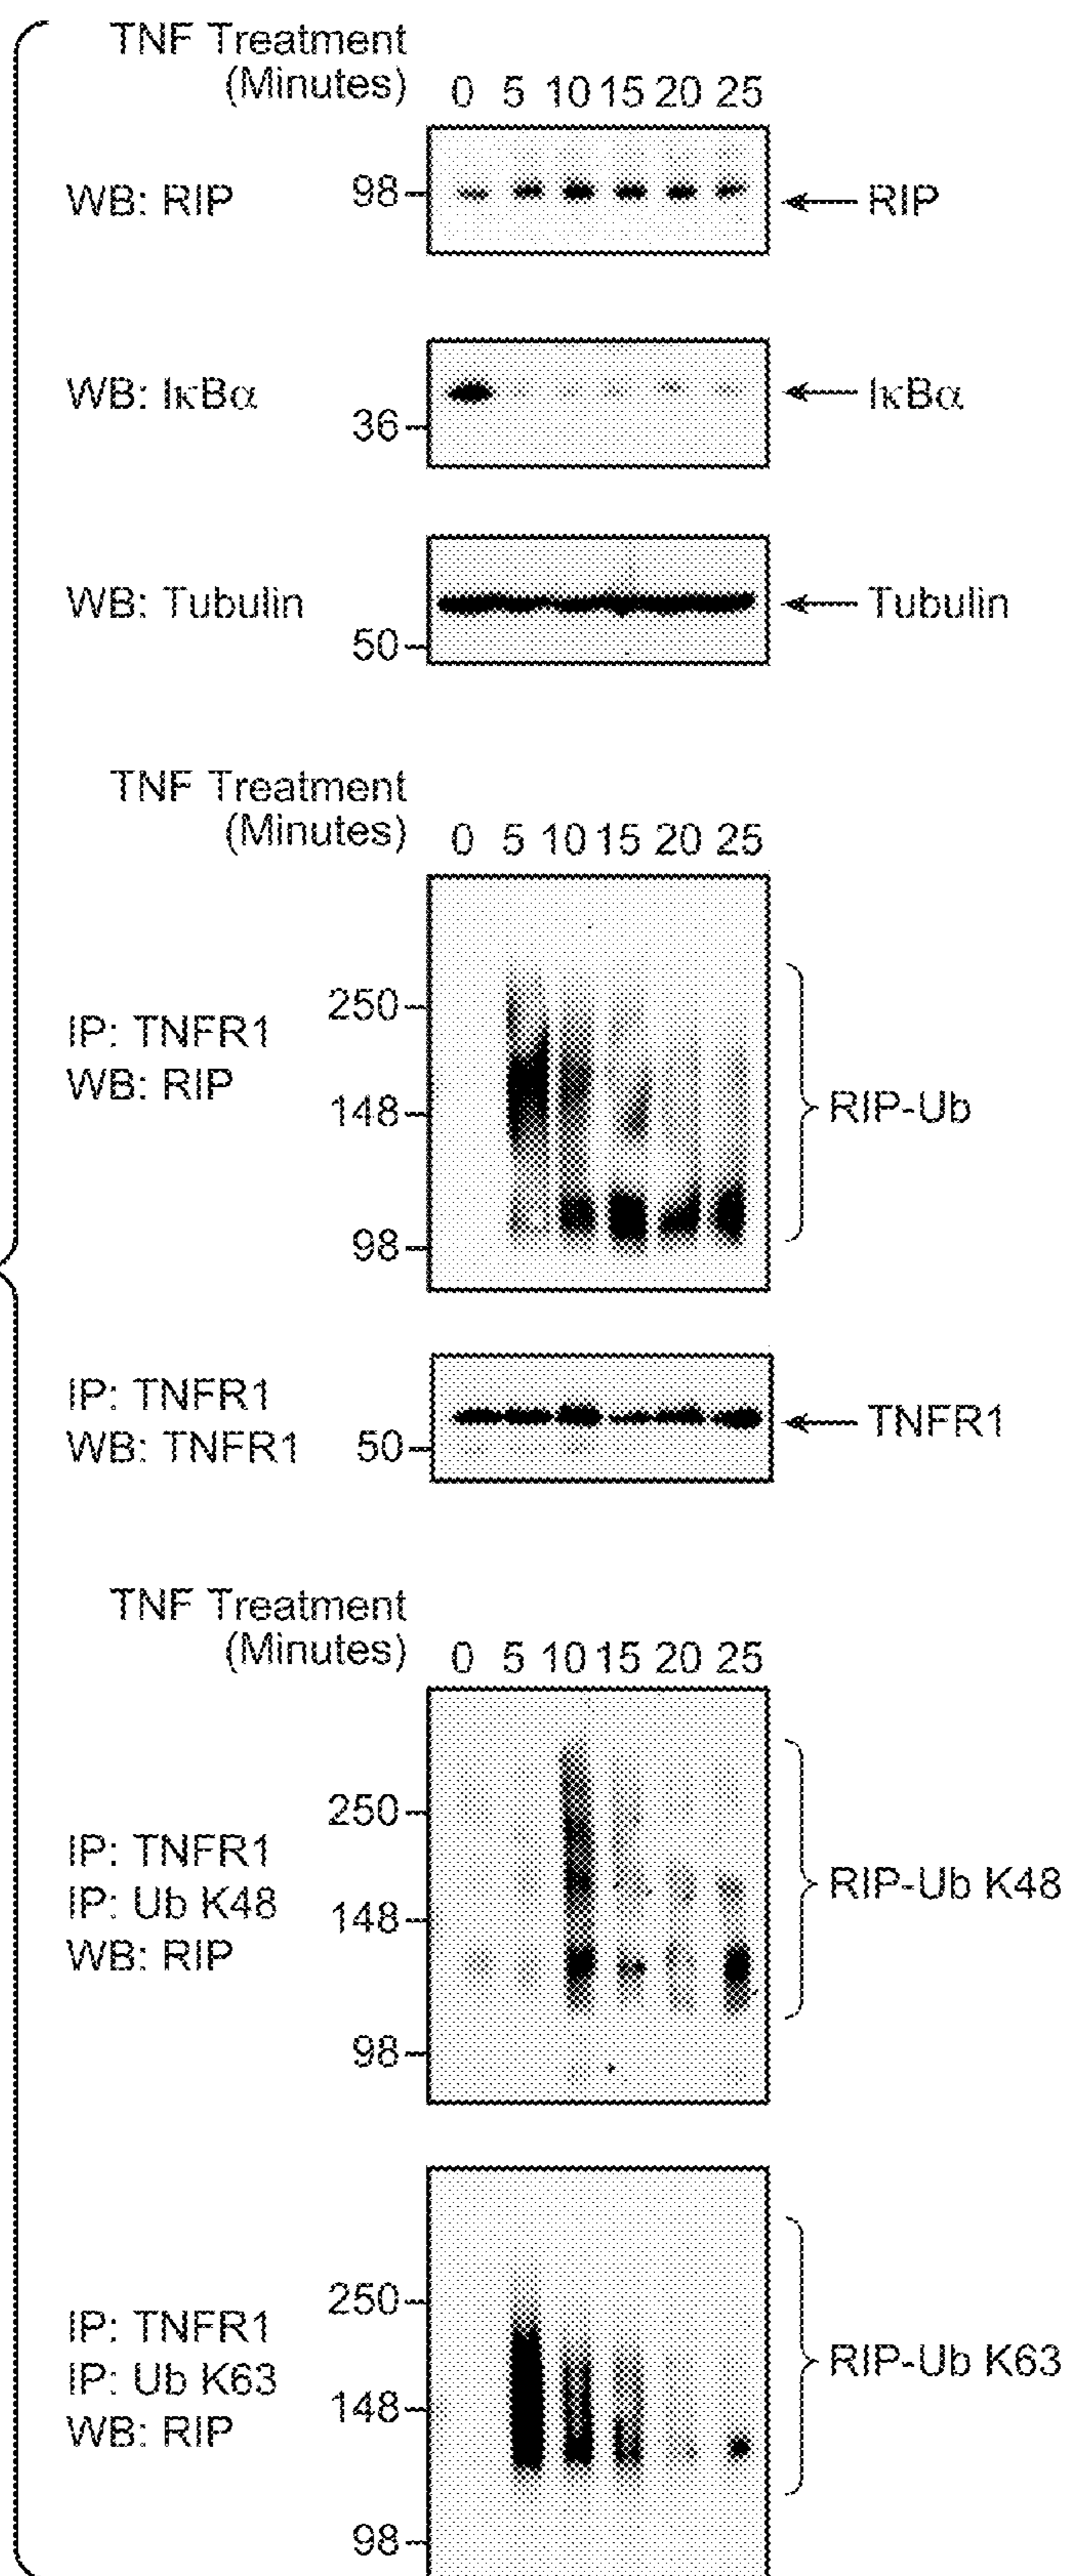 TNF Treatment
(Minutes) 0 5 10 15 20 25
WB: RIP 98 RIP
WB: IκBα IκBα
36
WB: Tubulin Tubulin
50
TNF Treatment
(Minutes) 0 5 10 15 20 25
250
IP: TNFR1
WB: RIP
148 RIP-Ub
98
IP: TNFR1
WB: TNFR1 50 TNFR1
TNF Treatment
(Minutes) 0 5 10 15 20 25
250
IP: TNFR1
IP: Ub K48 RIP-Ub K48
148
WB: RIP
98
250
IP: TNFR1
IP: Ub K63 RIP-Ub K63
148
WB: RIP
98